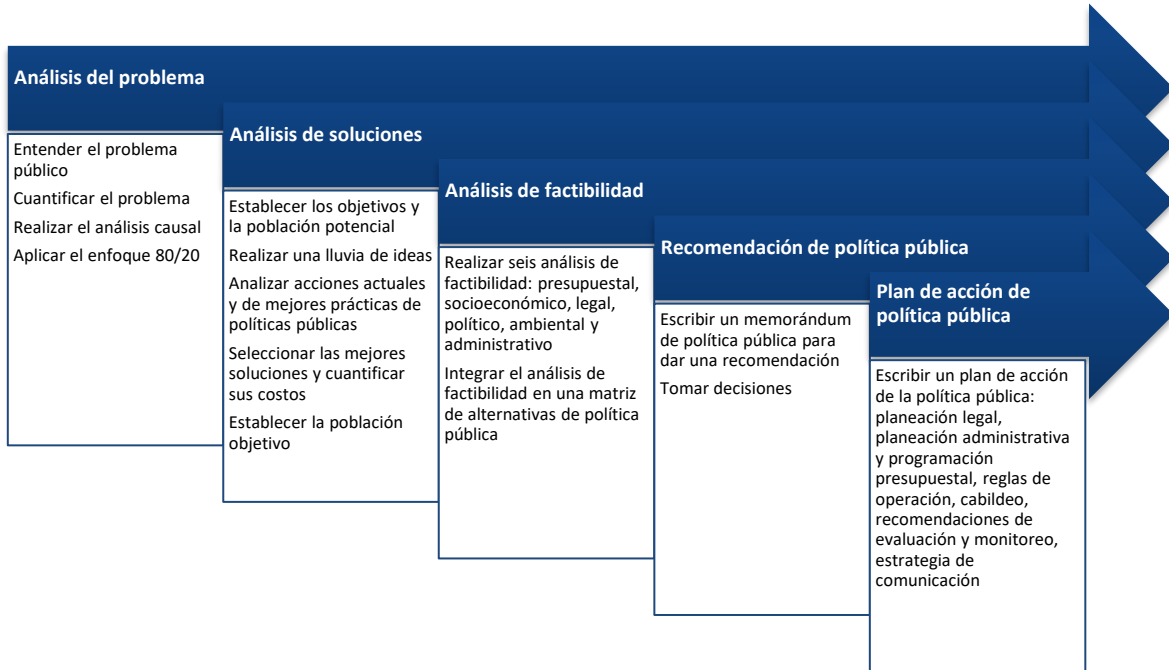 Análisis del problema
Entender el problema
público
Cuantificar el problema
Realizar el análisis causal
Aplicar el enfoque 80/20
Análisis de soluciones
Establecer los objetivos y
la población potencial
Realizar una lluvia de ideas
Analizar acciones actuales
y de mejores prácticas de
políticas públicas
Seleccionar las mejores
soluciones y cuantificar
sus costos
Establecer la población
objetivo
Análisis de factibilidad
Realizar seis análisis de
factibilidad: presupuestal,
socioeconómico, legal,
político, ambiental y
administrativo
Integrar el análisis de
factibilidad en una matriz
de alternativas de política
pública
Recomendación de política pública
Escribir un memorándum
de política pública para
dar una recomendación
Tomar decisiones
Plan de acción de
política pública
Escribir un plan de acción
de la política pública:
planeación legal,
planeación administrativa
y programación
presupuestal, reglas de
operación, cabildeo,
recomendaciones de
evaluación y monitoreo,
estrategia de
comunicación